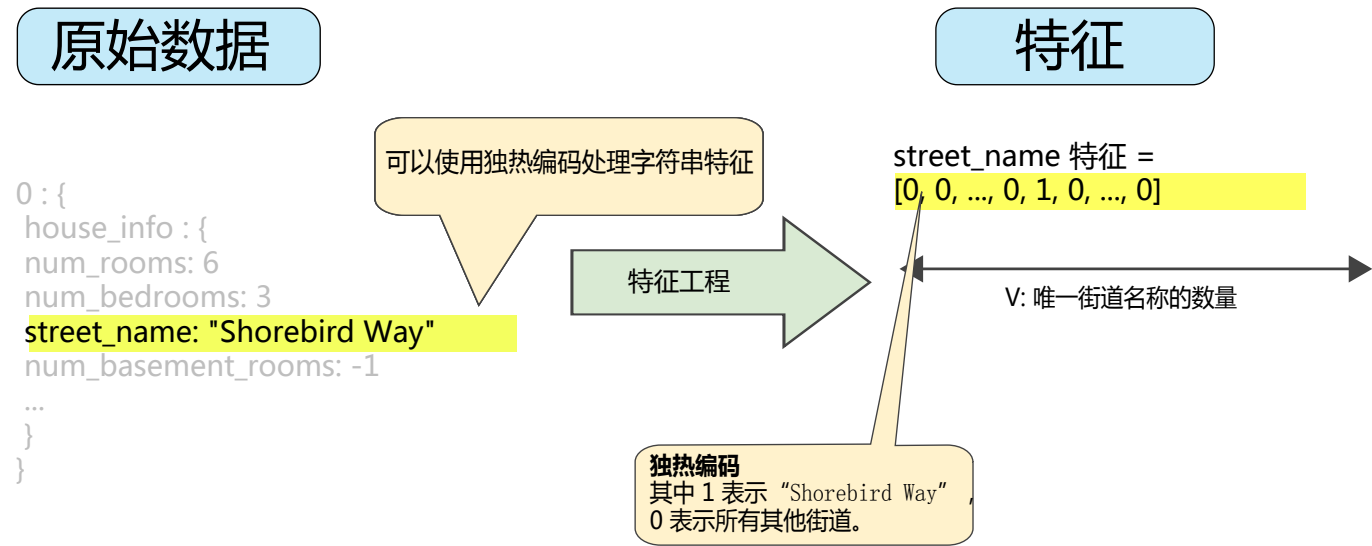 原始数据
特征
可以使用独热编码处理字符串特征
0 : {
house_info : {
num_rooms: 6
num_bedrooms: 3
street_name: "Shorebird Way"
num_basement_rooms: -1
...
}
}
特征工程
street_name 特征 =
[0, 0, ..., 0, 1, 0, ..., 0]
V: 唯一街道名称的数量
独热编码
其中 1 表示“Shorebird Way”,
0 表示所有其他街道。